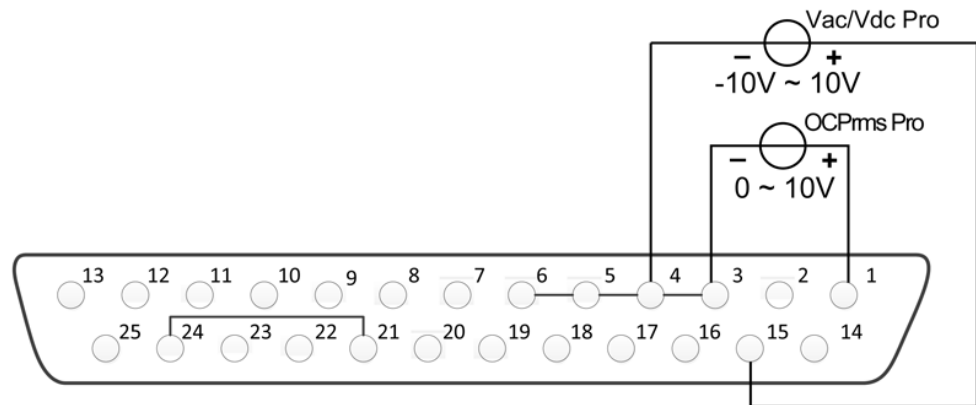 Vac/Vdc Pro
− +
-10V ~ 10V
OCPrms Pro
− +
0 ~ 10V
13 12 11 10 9 8 7 6 5 4 3 2 1
25 24 23 22 21 20 19 18 17 16 15 14